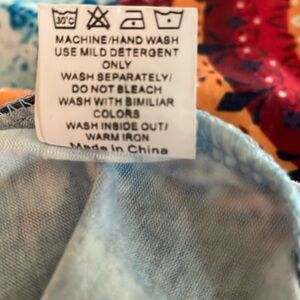 30°C
MACHINE/HAND WASH
USE MILD DETERGENT
ONLY
WASH SEPARATELY/
DO NOT BLEACH
WASH WITH SIMILIAR
COLORS
WASH INSIDE OUT/
WARM IRON
Made In China